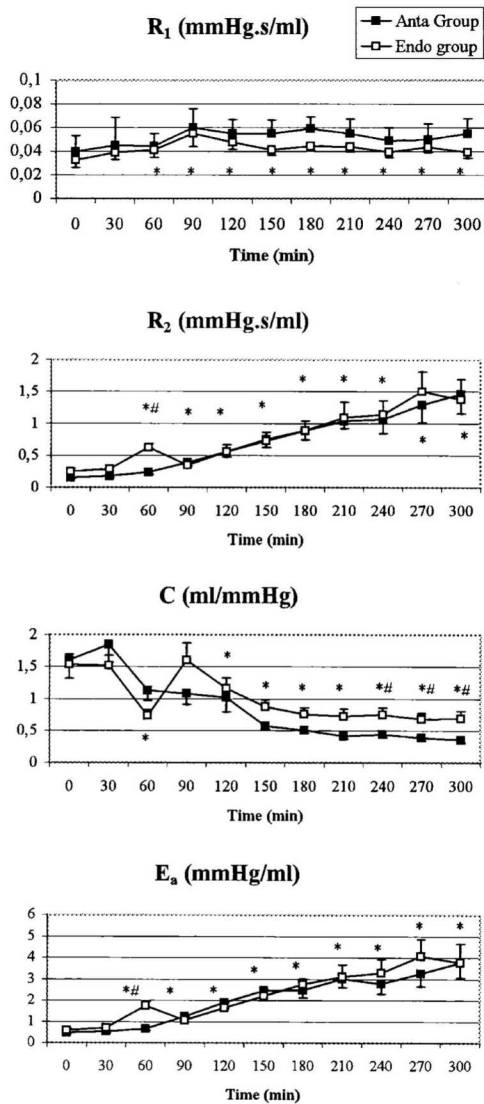 R₁ (mmHg.s/ml)
Anta Group
Endo group
0,1
0,08
0,06
0,04
0,02
0
* * * * * * * * *
0 30 60 90 120 150 180 210 240 270 300
Time (min)
R₂ (mmHg.s/ml)
2
1,5
1
0,5
0
*# * * * * * * * *
0 30 60 90 120 150 180 210 240 270 300
Time (min)
C (ml/mmHg)
2
1,5
1
0,5
0
* * * * * *# *# *#
0 30 60 90 120 150 180 210 240 270 300
Time (min)
Eₐ (mmHg/ml)
6
5
4
3
2
1
0
*# * * * * * * * *
0 30 60 90 120 150 180 210 240 270 300
Time (min)